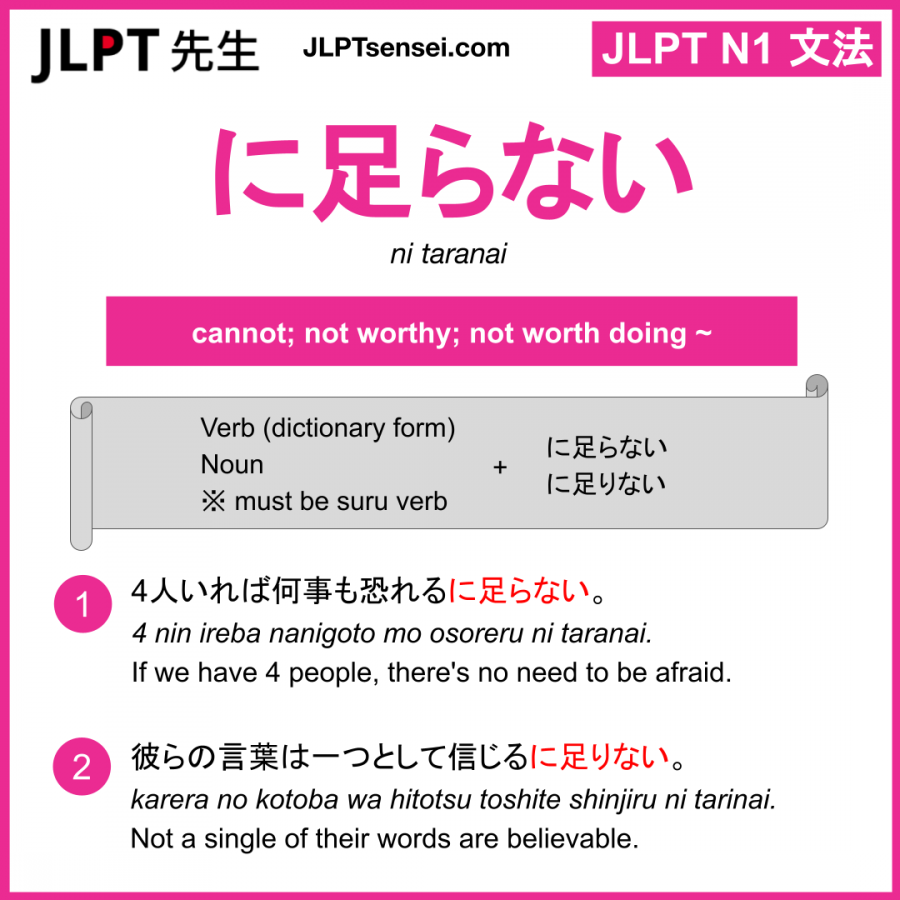 JLPT 先生
JLPTsensei.com
JLPT N1 文法
に足らない
ni taranai
cannot; not worthy; not worth doing ~
Verb (dictionary form)
Noun
※ must be suru verb
+
に足らない
に足りない
1
4人いれば何事も恐れるに足らない。
4 nin ireba nanigoto mo osoreru ni taranai.
If we have 4 people, there's no need to be afraid.
2
彼らの言葉は一つとして信じるに足りない。
karera no kotoba wa hitotsu toshite shinjiru ni tarinai.
Not a single of their words are believable.